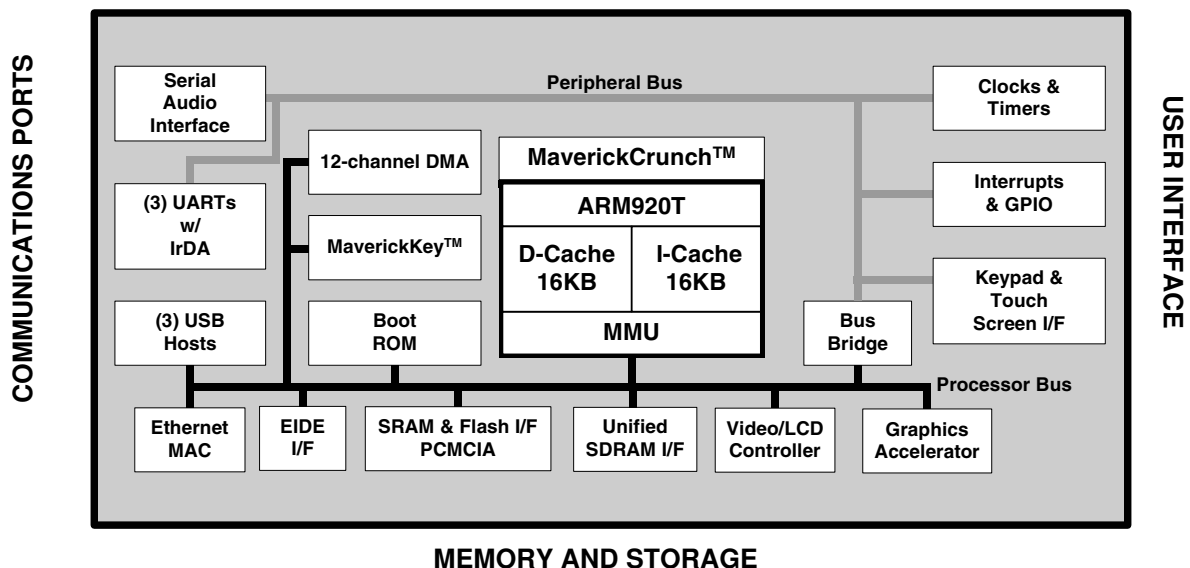 COMMUNICATIONS PORTS
Serial
Audio
Interface
Peripheral Bus
Clocks &
Timers
12-channel DMA
MaverickCrunch™
ARM920T
D-Cache
16KB
I-Cache
16KB
MMU
(3) UARTs
w/
IrDA
MaverickKey™
Interrupts
& GPIO
(3) USB
Hosts
Boot
ROM
Bus
Bridge
Keypad &
Touch
Screen I/F
Processor Bus
Ethernet
MAC
EIDE
I/F
SRAM & Flash I/F
PCMCIA
Unified
SDRAM I/F
Video/LCD
Controller
Graphics
Accelerator
USER INTERFACE
MEMORY AND STORAGE